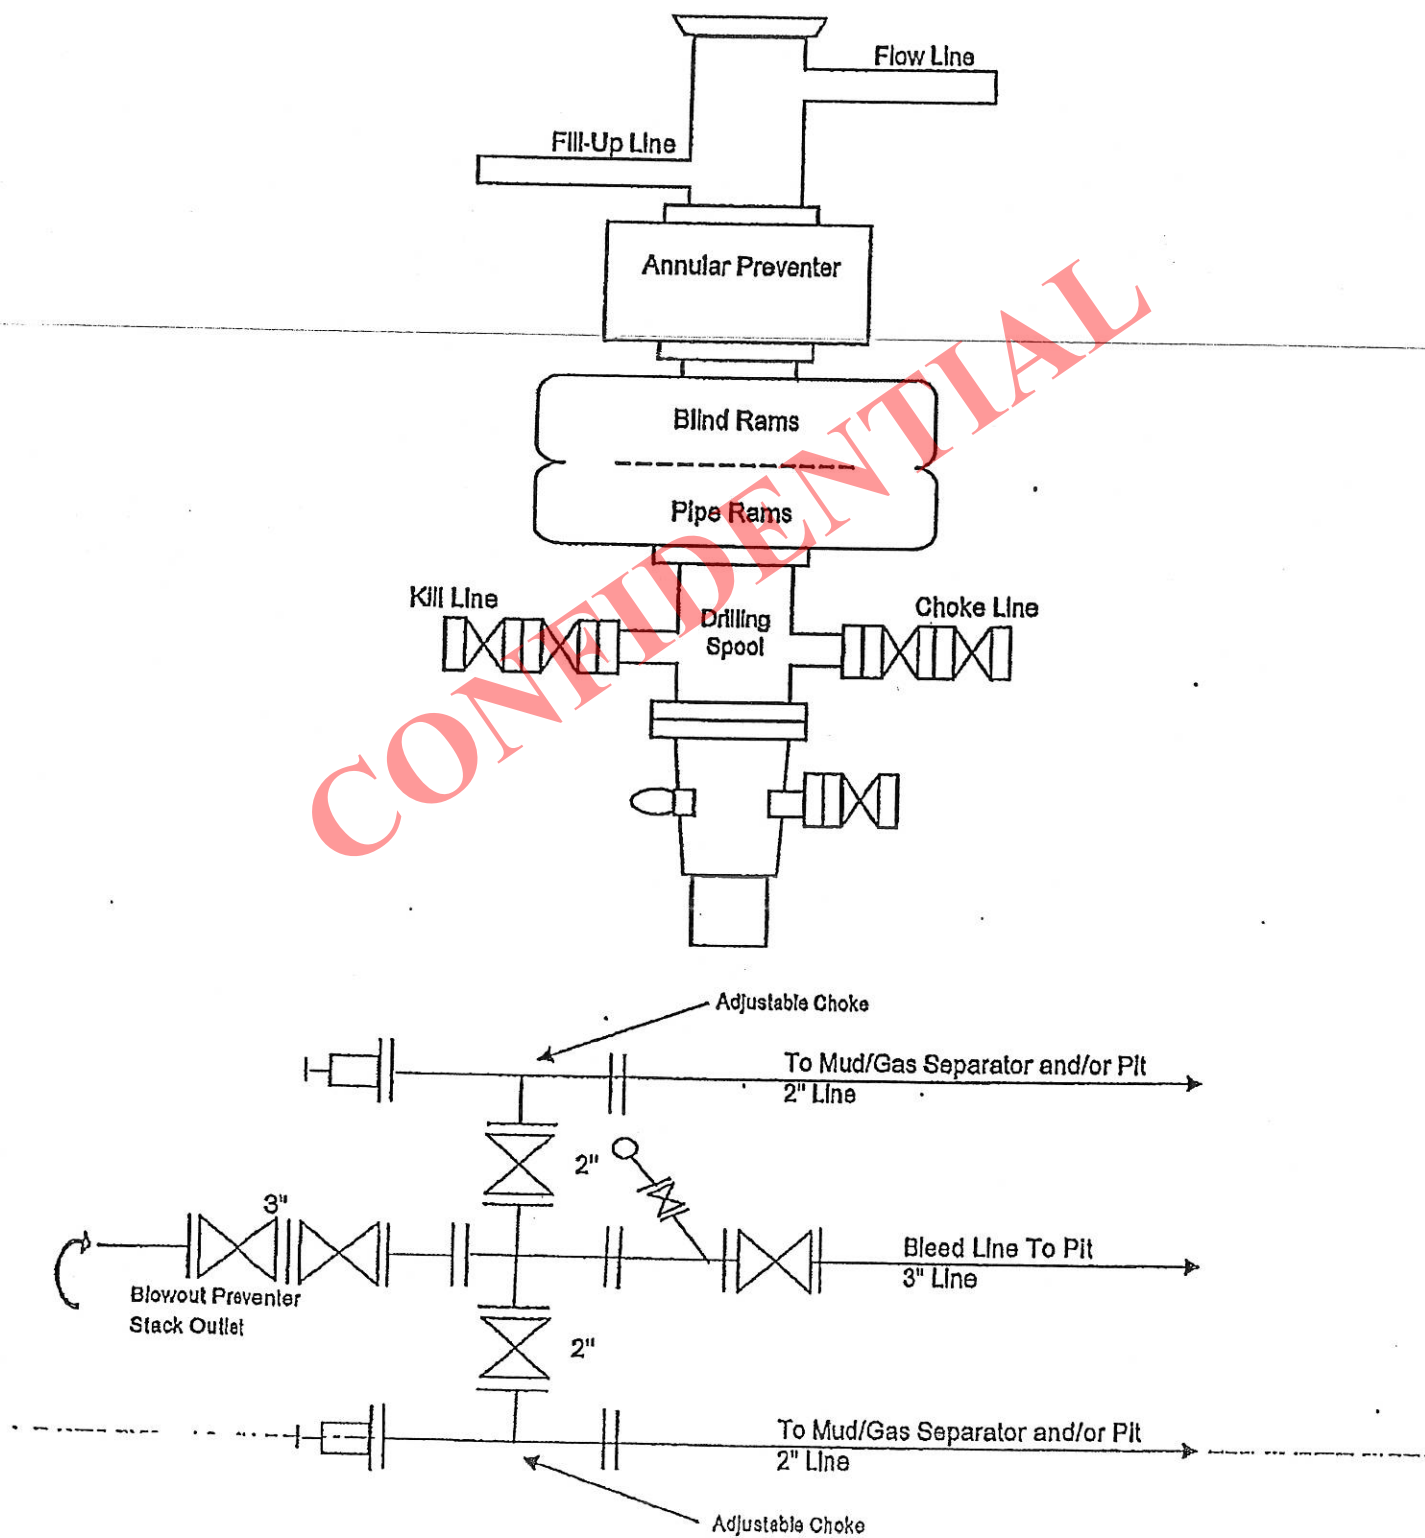 Flow Line
Fill-Up Line
Annular Preventer
Blind Rams
Pipe Rams
Kill Line
Choke Line
Drilling
Spool
CONFIDENTIAL
Adjustable Choke
To Mud/Gas Separator and/or Pit
2" Line
2"
3"
Bleed Line To Pit
3" Line
Blowout Preventer
Stack Outlet
2"
To Mud/Gas Separator and/or Pit
2" Line
Adjustable Choke